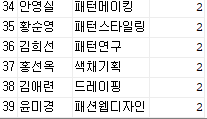 34 안영실 패턴메이킹 2
35 황순영 패턴스타일링 2
36 김희선 패턴연구 2
37 홍선옥 색채기획 2
38 김애련 드레이핑 2
39 윤미경 패션웹디자인 2